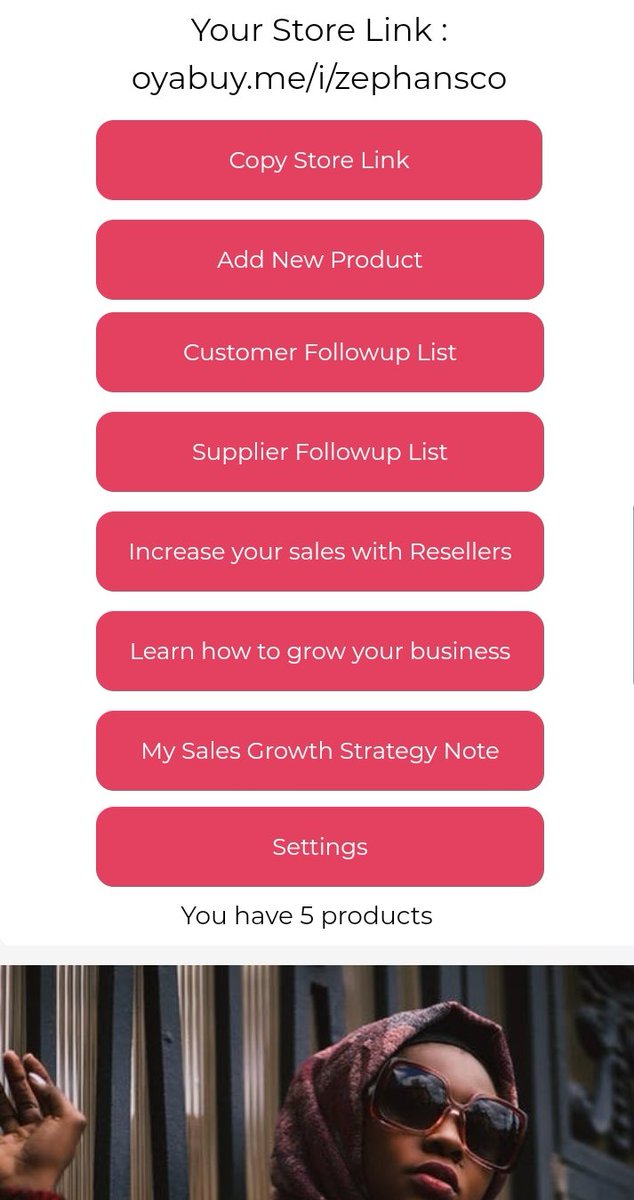 Your Store Link :
oyabuy.me/i/zephansco
Copy Store Link
Add New Product
Customer Followup List
Supplier Followup List
Increase your sales with Resellers
Learn how to grow your business
My Sales Growth Strategy Note
Settings
You have 5 products